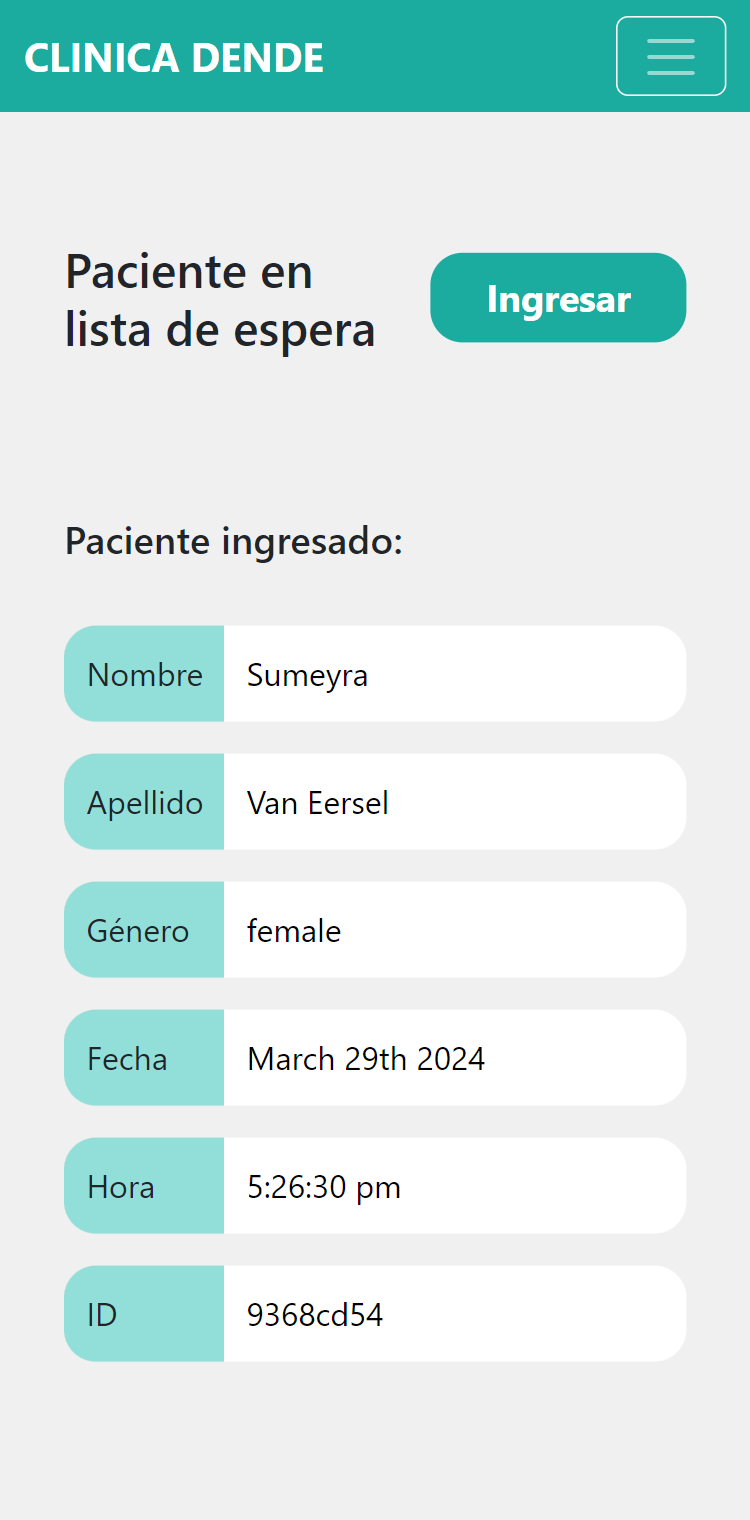 CLINICA DENDE
Paciente en
lista de espera
Ingresar
Paciente ingresado:
Nombre Sumeyra
Apellido Van Eersel
Género female
Fecha March 29th 2024
Hora 5:26:30 pm
ID 9368cd54